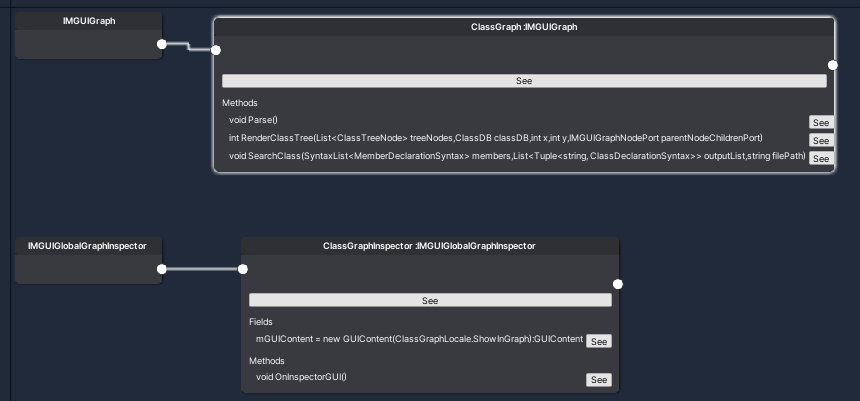 IMGUIGraph
ClassGraph :IMGUIGraph
See
Methods
void Parse() See
int RenderClassTree(List<ClassTreeNode> treeNodes,ClassDB classDB,int x,int y,IMGUIGraphNodePort parentNodeChildrenPort) See
void SearchClass(SyntaxList<MemberDeclarationSyntax> members,List<Tuple<string, ClassDeclarationSyntax>> outputList,string filePath) See
IMGUIGlobalGraphInspector
ClassGraphInspector :IMGUIGlobalGraphInspector
See
Fields
mGUIContent = new GUIContent(ClassGraphLocale.ShowInGraph):GUIContent See
Methods
void OnInspectorGUI() See